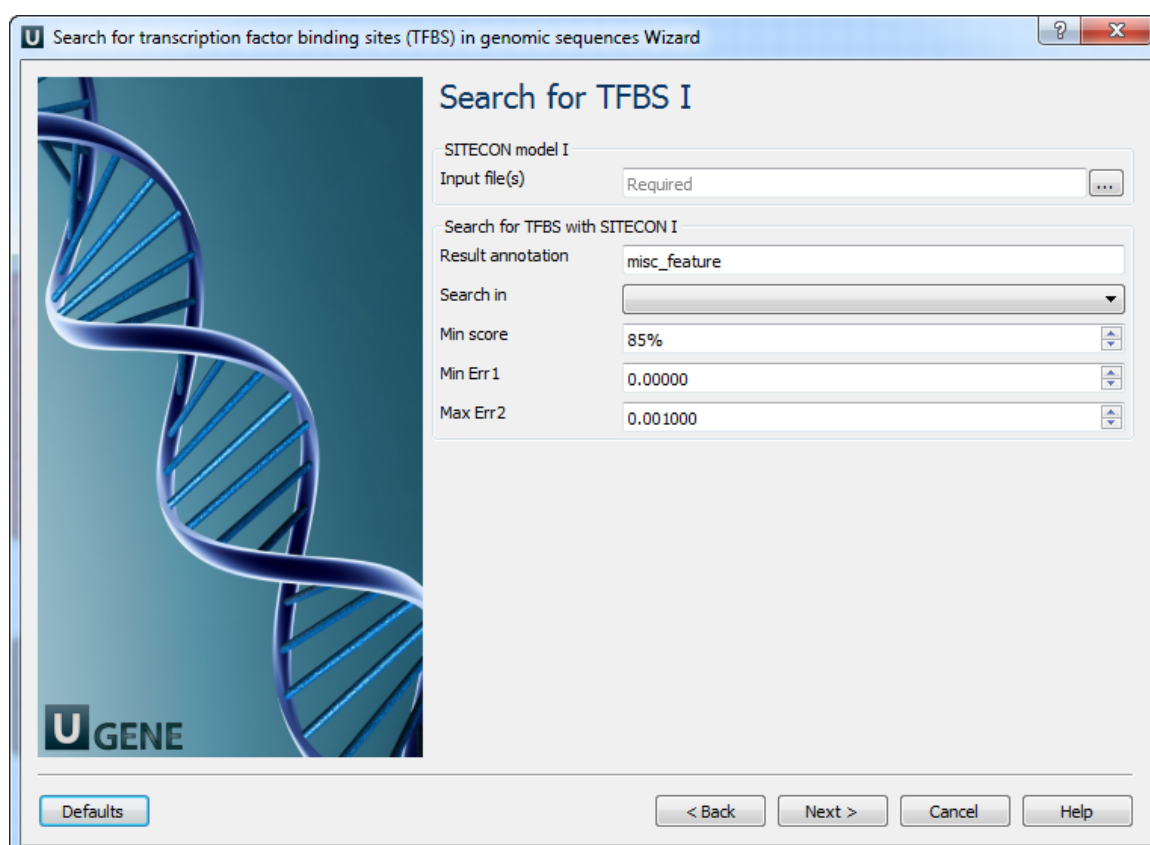 U Search for transcription factor binding sites (TFBS) in genomic sequences Wizard ? x
Search for TFBS I
SITECON model I
Input file(s) Required ...
Search for TFBS with SITECON I
Result annotation misc_feature
Search in
Min score 85%
Min Err1 0.00000
Max Err2 0.001000
U GENE
Defaults < Back Next > Cancel Help